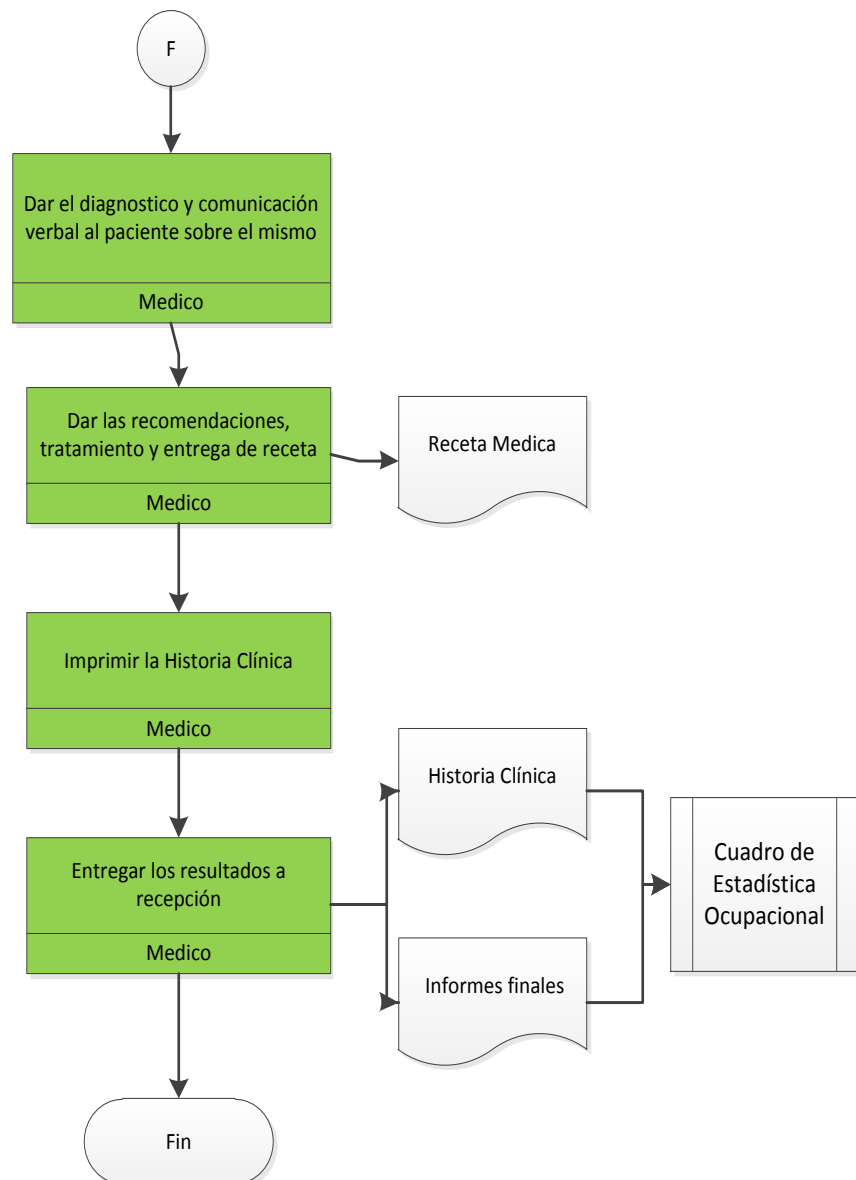 F
Dar el diagnostico y comunicación
verbal al paciente sobre el mismo
Medico
Dar las recomendaciones,
tratamiento y entrega de receta
Medico
Receta Medica
Imprimir la Historia Clínica
Medico
Entregar los resultados a
recepción
Medico
Historia Clínica
Informes finales
Cuadro de
Estadística
Ocupacional
Fin